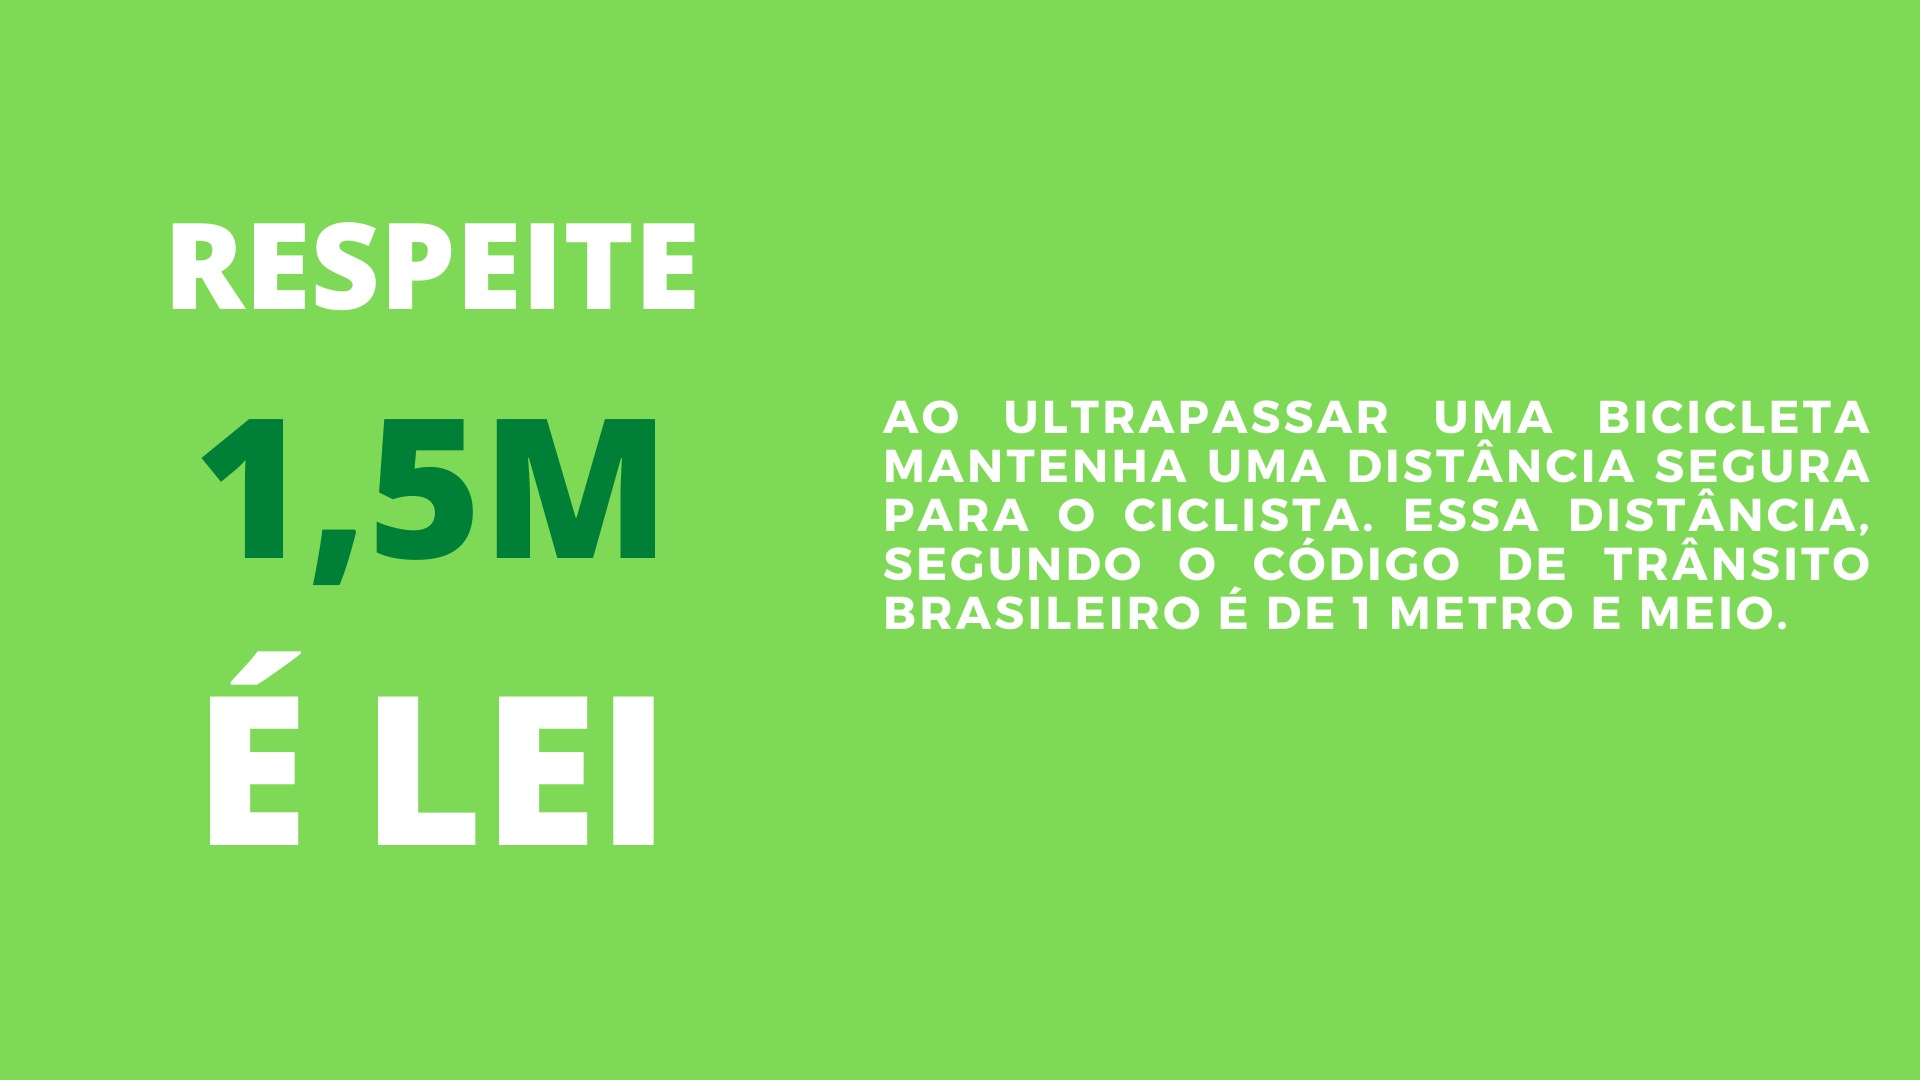 RESPEITE
1,5M
É LEI
AO ULTRAPASSAR UMA BICICLETA
MANTENHA UMA DISTÂNCIA SEGURA
PARA O CICLISTA. ESSA DISTÂNCIA,
SEGUNDO O CÓDIGO DE TRÂNSITO
BRASILEIRO É DE 1 METRO E MEIO.